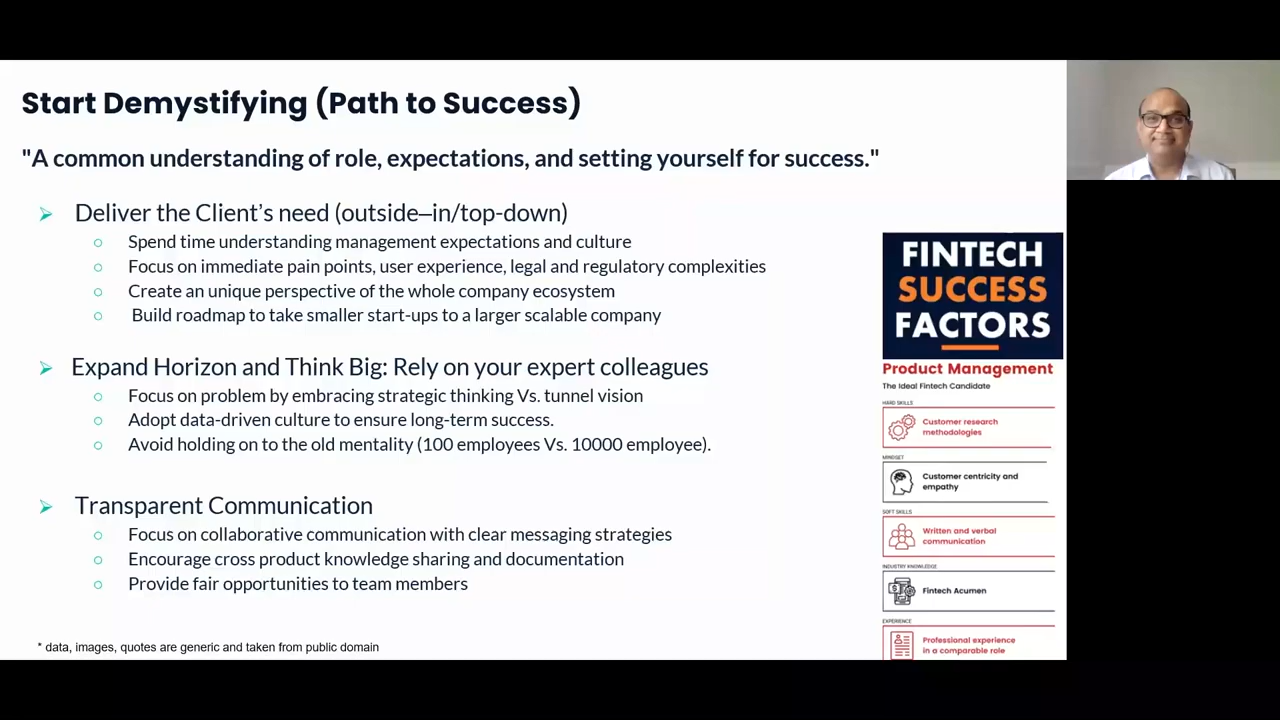 Start Demystifying (Path to Success)
"A common understanding of role, expectations, and setting yourself for success."
Deliver the Client's need (outside–in/top-down)
Spend time understanding management expectations and culture
Focus on immediate pain points, user experience, legal and regulatory complexities
Create an unique perspective of the whole company ecosystem
Build roadmap to take smaller start-ups to a larger scalable company
Expand Horizon and Think Big: Rely on your expert colleagues
Focus on problem by embracing strategic thinking Vs. tunnel vision
Adopt data-driven culture to ensure long-term success.
Avoid holding on to the old mentality (100 employees Vs. 10000 employee).
Transparent Communication
Focus on collaborative communication with clear messaging strategies
Encourage cross product knowledge sharing and documentation
Provide fair opportunities to team members
* data, images, quotes are generic and taken from public domain
FINTECH
SUCCESS
FACTORS
Product Management
The Ideal Fintech Candidate
HARD SKILLS
Customer research
methodologies
MINDSET
Customer centricity and
empathy
SOFT SKILLS
Written and verbal
communication
INDUSTRY KNOWLEDGE
Fintech Acumen
EXPERIENCE
Professional experience
in a comparable role